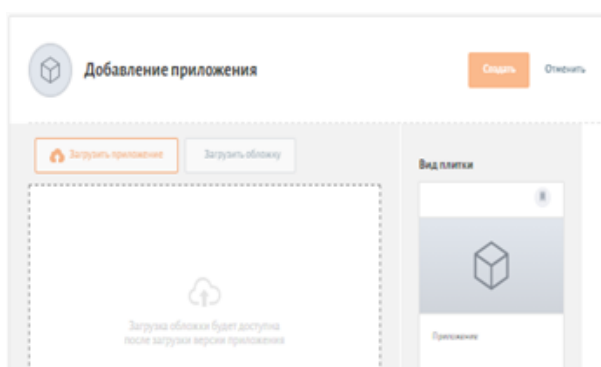 Добавление приложения
Создать
Отменить
Загрузить приложение
Загрузить обложку
Вид плитки
Загрузка обложки будет доступна
после загрузки версии приложения
Приложение